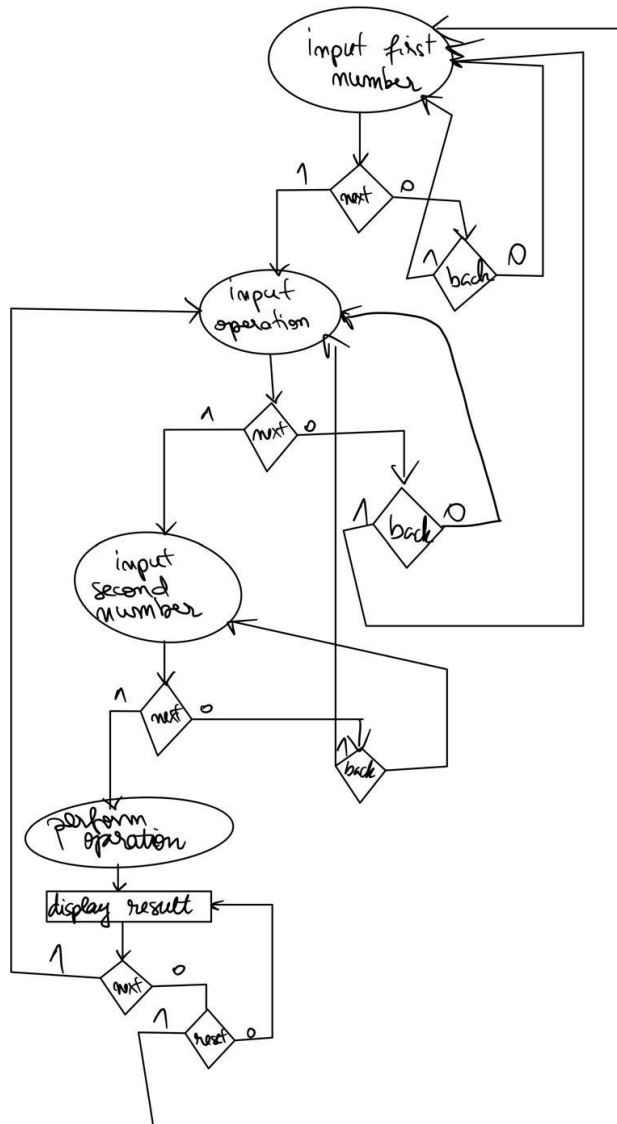 input first
number
1
next
0
1
back
0
input
operation
1
next
0
1
back
0
input
second
number
1
next
0
1
back
perform
operation
display result
1
next
0
1
reset
0